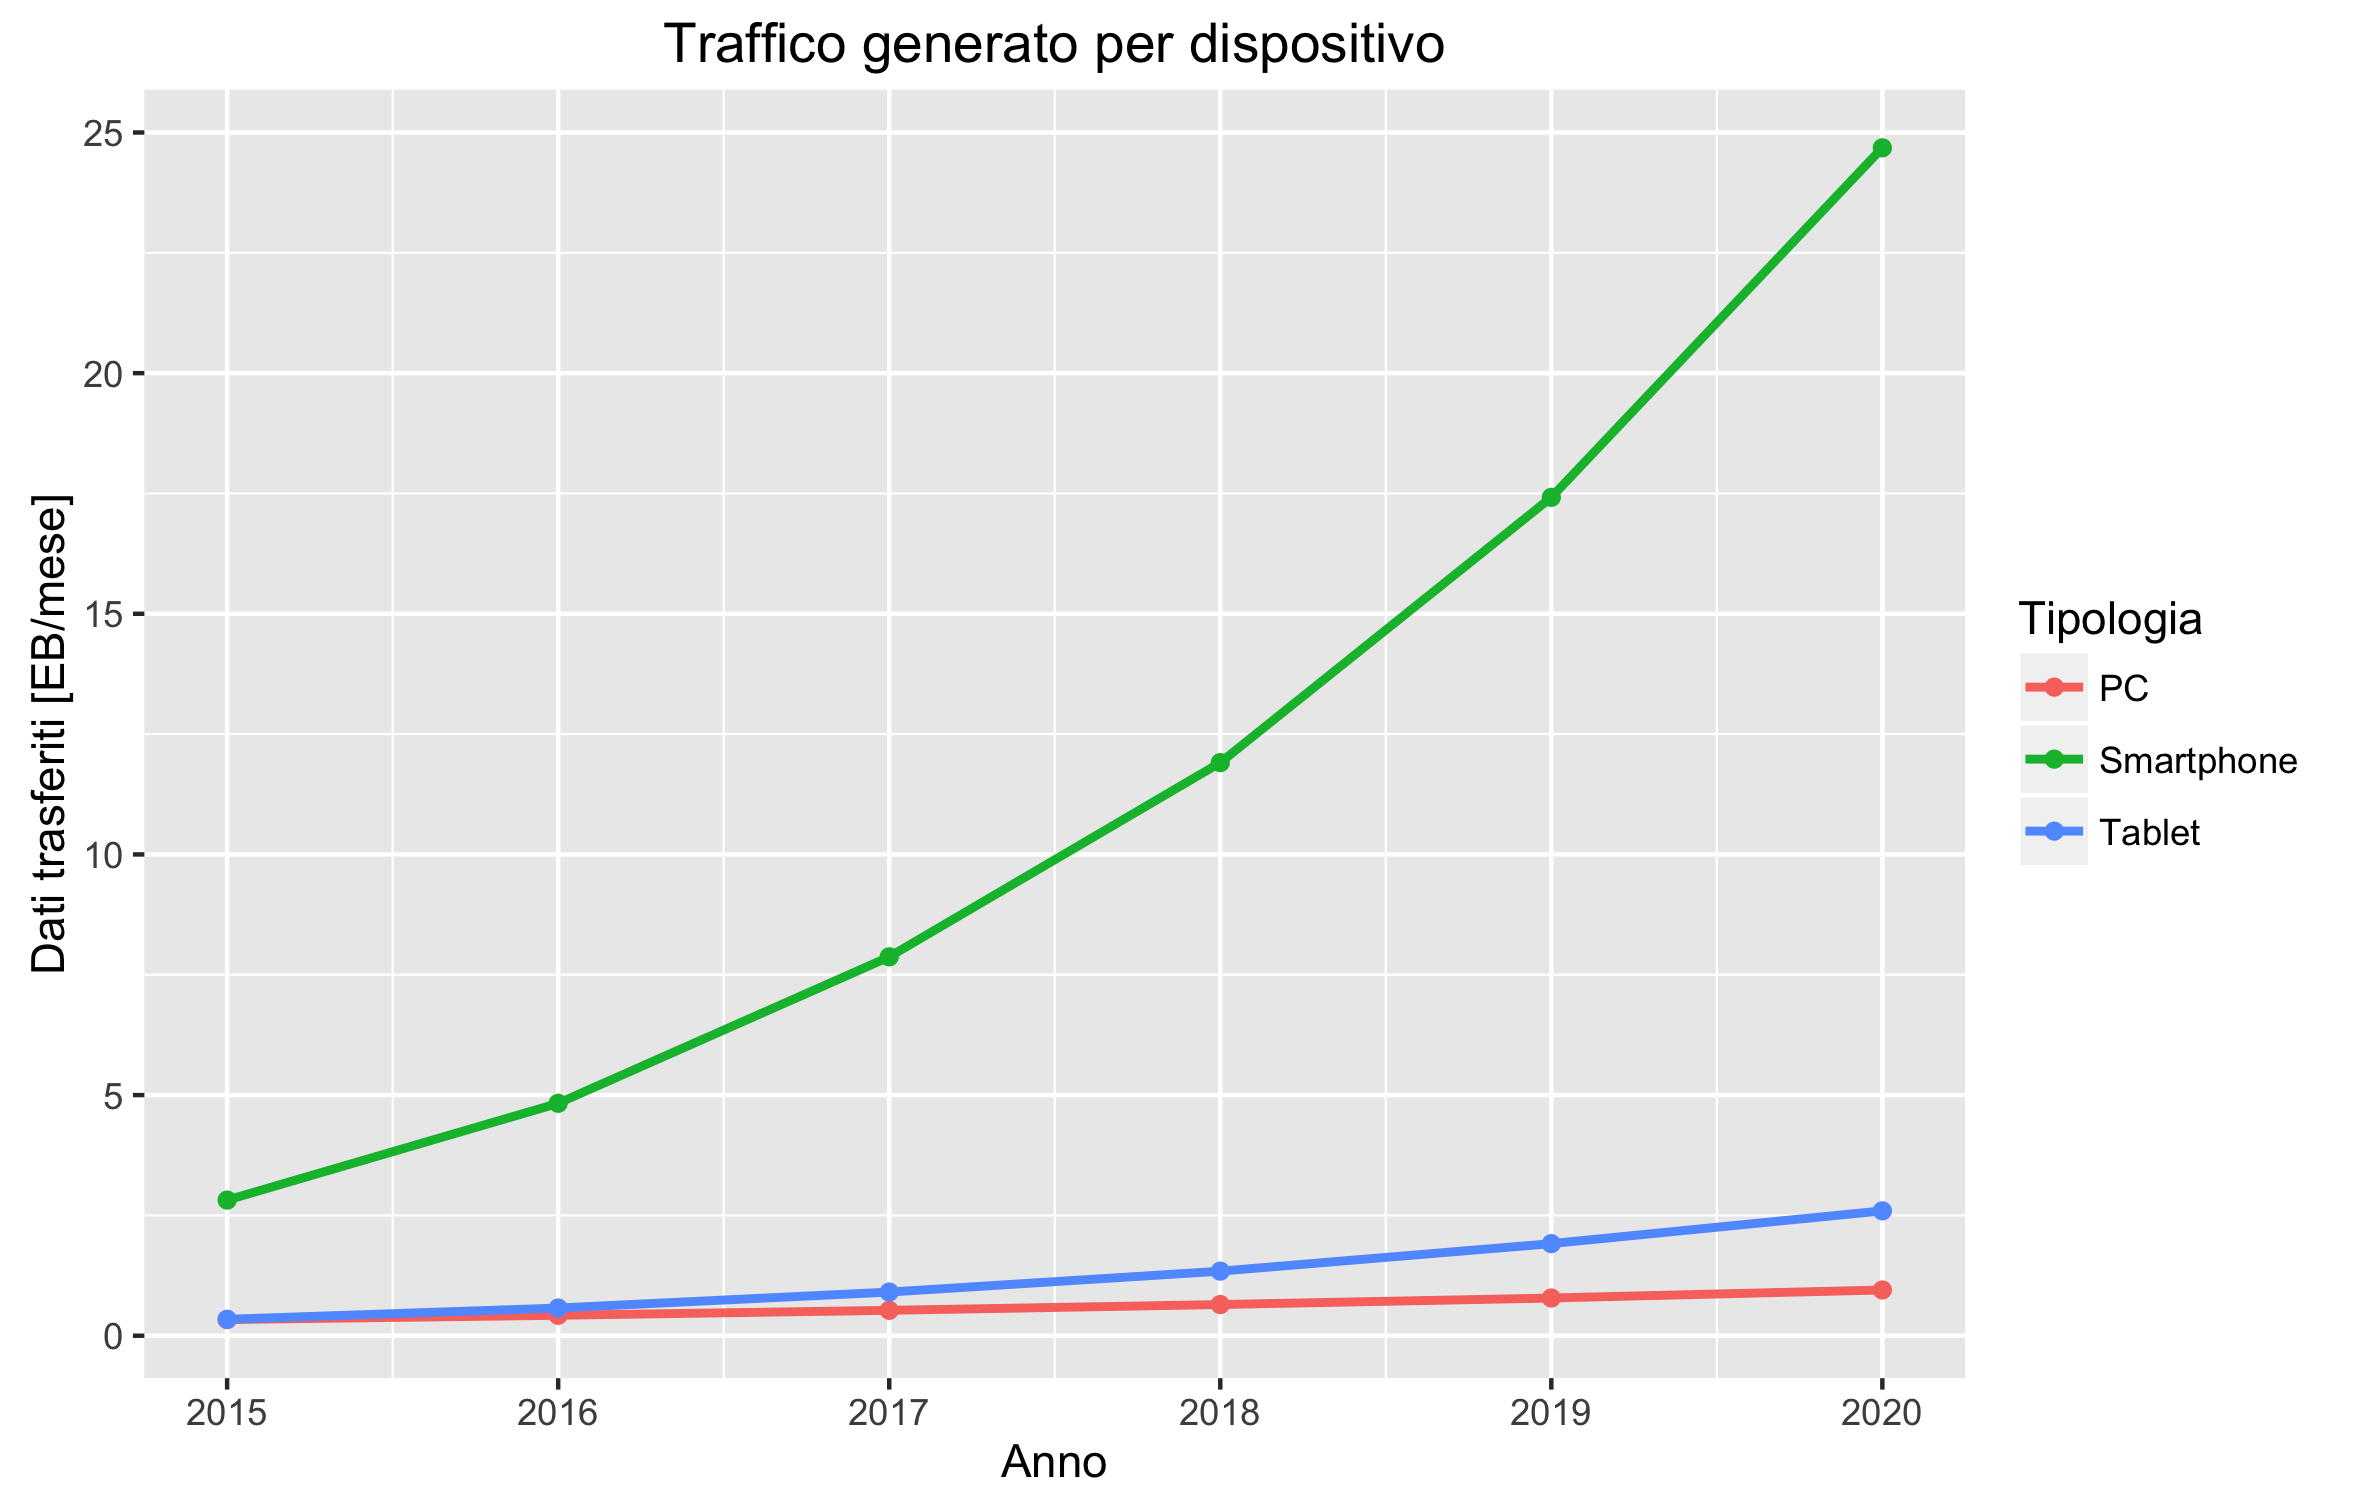 Traffico generato per dispositivo
Dati trasferiti [EB/mese]
25
20
15
10
5
0
2015 2016 2017 2018 2019 2020
Anno
Tipologia
PC
Smartphone
Tablet